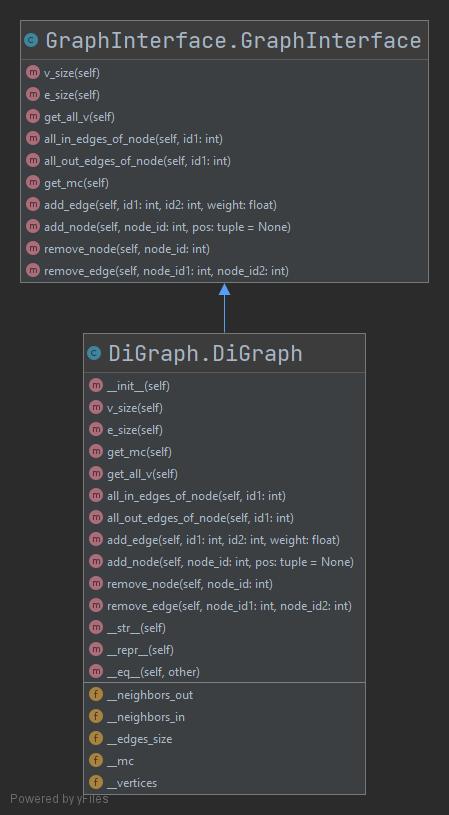 GraphInterface.GraphInterface
v_size(self)
e_size(self)
get_all_v(self)
all_in_edges_of_node(self, id1: int)
all_out_edges_of_node(self, id1: int)
get_mc(self)
add_edge(self, id1: int, id2: int, weight: float)
add_node(self, node_id: int, pos: tuple = None)
remove_node(self, node_id: int)
remove_edge(self, node_id1: int, node_id2: int)
DiGraph.DiGraph
__init__(self)
v_size(self)
e_size(self)
get_mc(self)
get_all_v(self)
all_in_edges_of_node(self, id1: int)
all_out_edges_of_node(self, id1: int)
add_edge(self, id1: int, id2: int, weight: float)
add_node(self, node_id: int, pos: tuple = None)
remove_node(self, node_id: int)
remove_edge(self, node_id1: int, node_id2: int)
__str__(self)
__repr__(self)
__eq__(self, other)
__neighbors_out
__neighbors_in
__edges_size
__mc
__vertices
Powered by yFiles